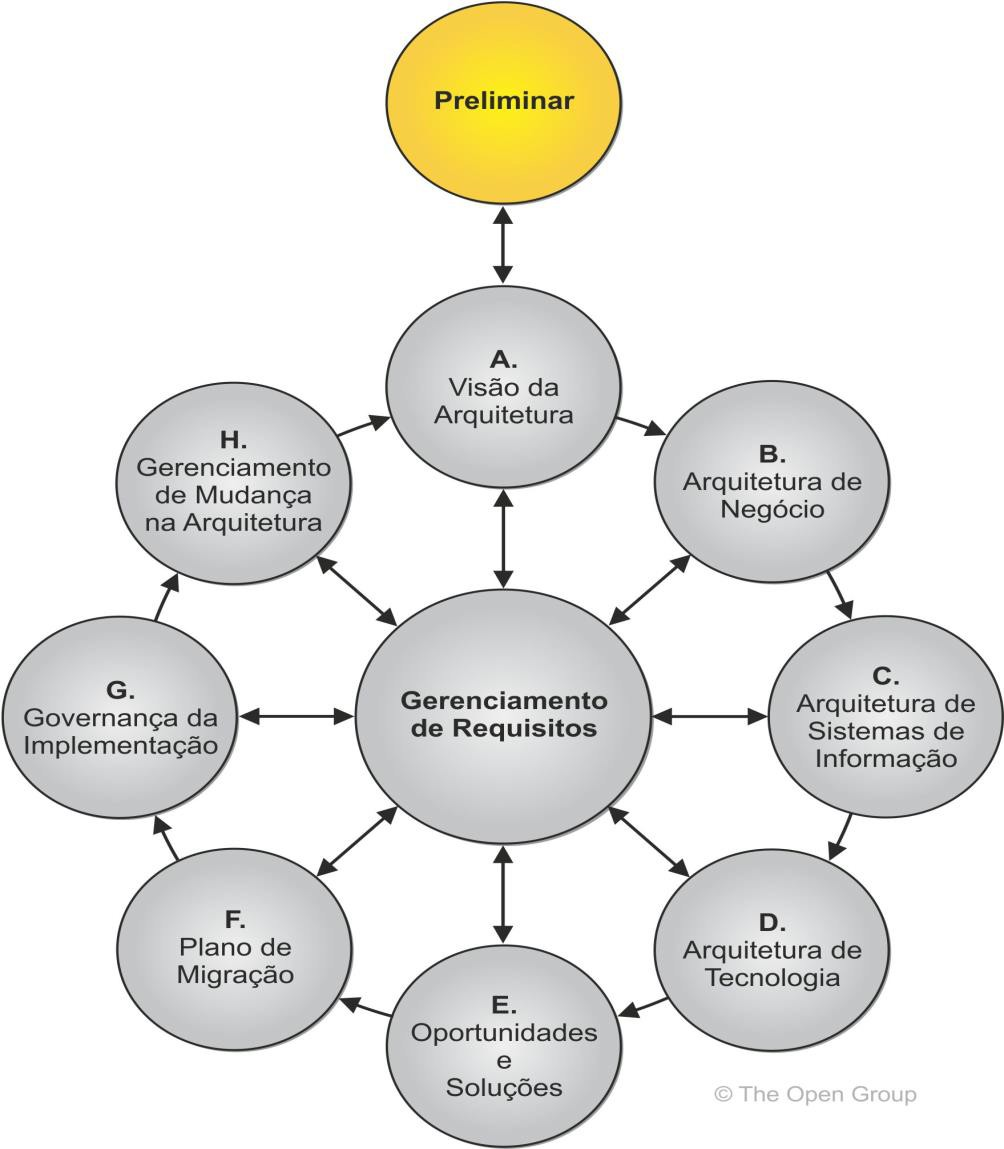 Preliminar
A.
Visão da
Arquitetura
B.
Arquitetura de
Negócio
C.
Arquitetura de
Sistemas de
Informação
D.
Arquitetura de
Tecnologia
E.
Oportunidades
e
Soluções
F.
Plano de
Migração
G.
Governança da
Implementação
H.
Gerenciamento
de Mudança
na Arquitetura
Gerenciamento
de Requisitos
© The Open Group